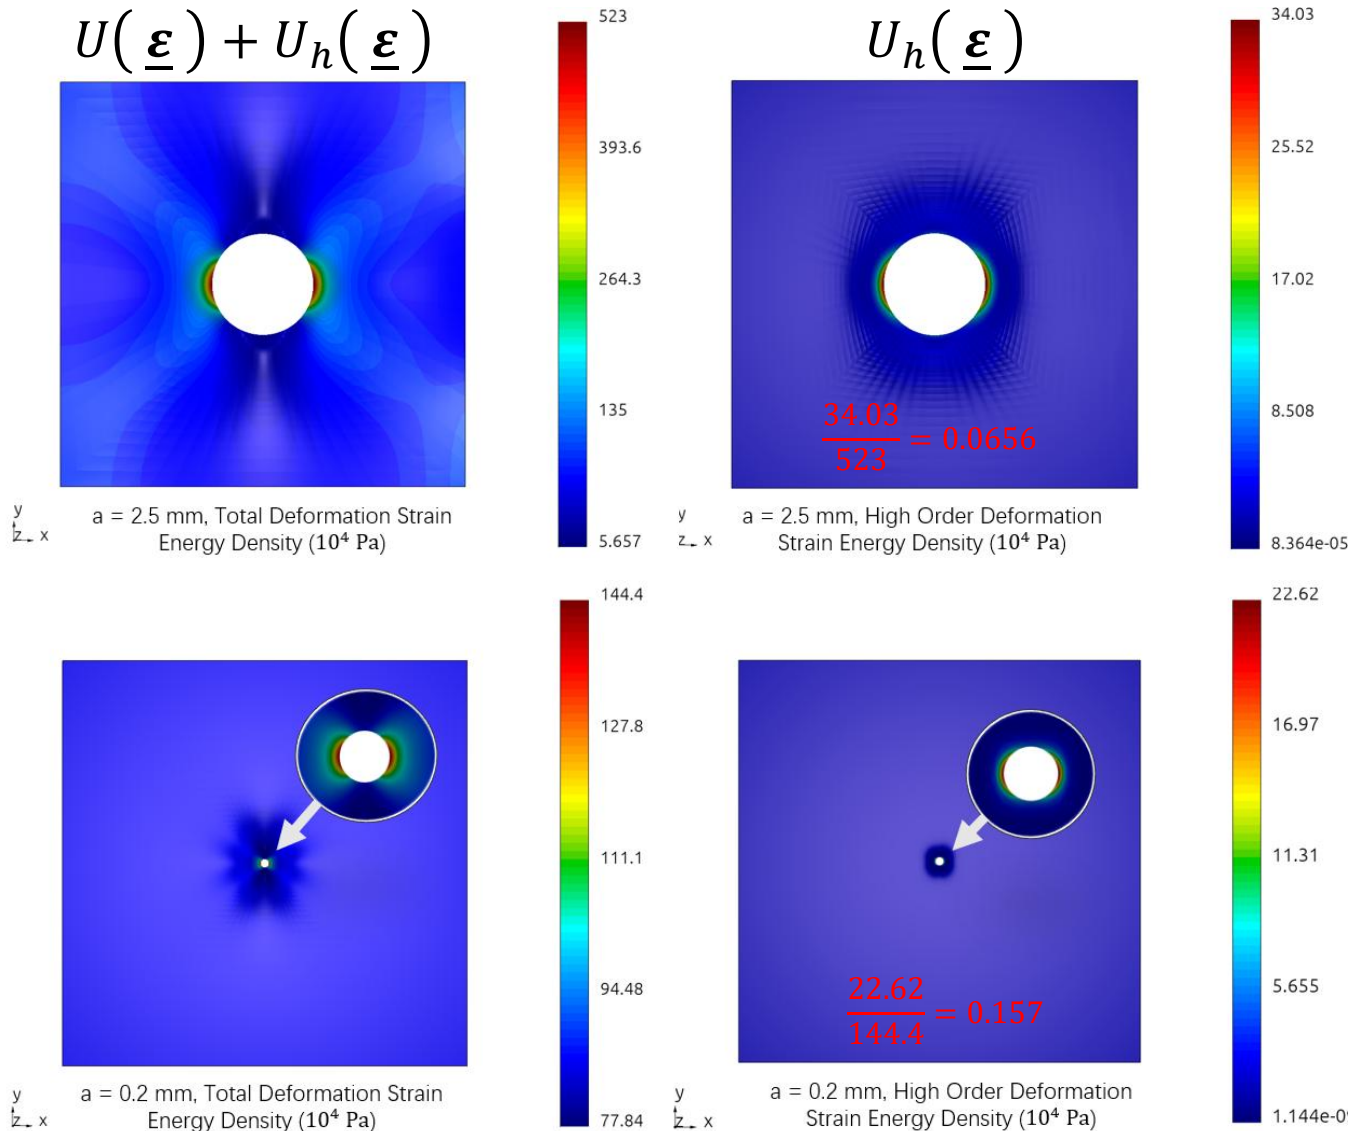 U( ε ) + U_h( ε )
523
393.6
264.3
135
5.657
y
z x
a = 2.5 mm, Total Deformation Strain
Energy Density (10⁴ Pa)
U_h( ε )
34.03
25.52
17.02
8.508
8.364e-05
34.03/523 = 0.0656
y
z x
a = 2.5 mm, High Order Deformation
Strain Energy Density (10⁴ Pa)
144.4
127.8
111.1
94.48
77.84
y
z x
a = 0.2 mm, Total Deformation Strain
Energy Density (10⁴ Pa)
22.62
16.97
11.31
5.655
22.62/144.4 = 0.157
y
z x
a = 0.2 mm, High Order Deformation
Strain Energy Density (10⁴ Pa)